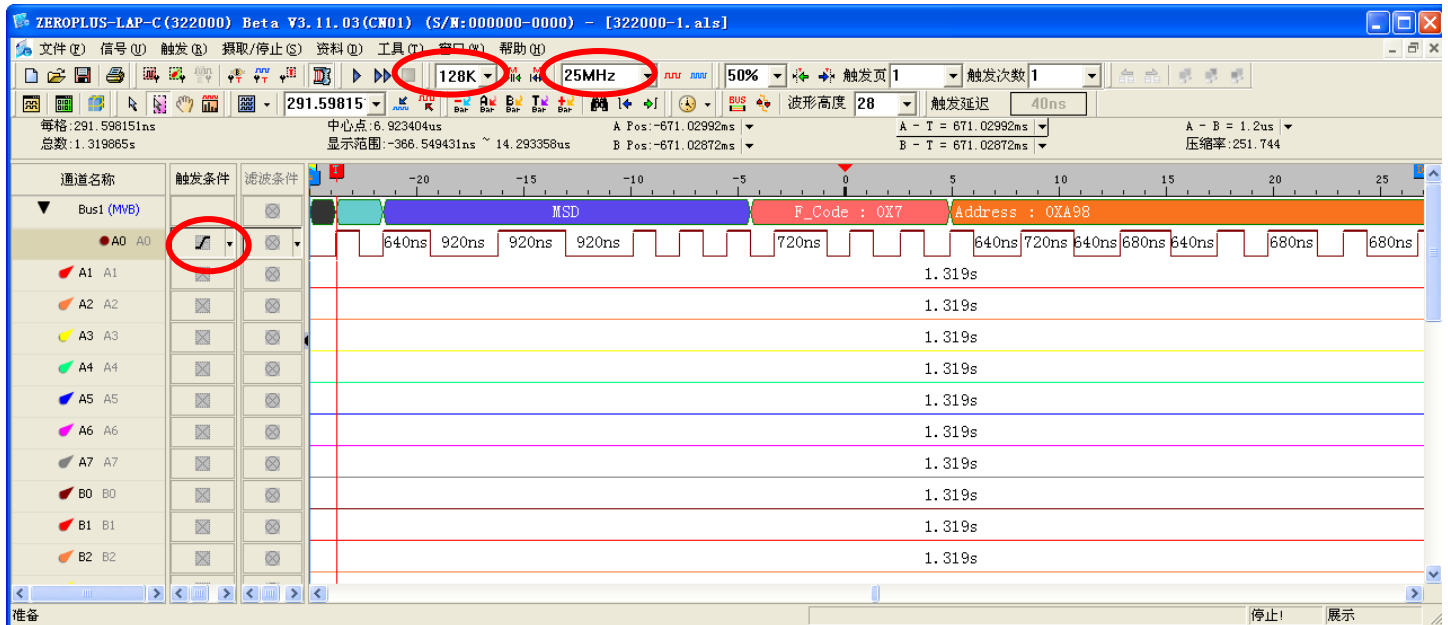 ZEROPLUS-LAP-C(322000) Beta V3.11.03(CN01) (S/N:000000-0000) - [322000-1.als]
文件(F) 信号(U) 触发(R) 摄取/停止(S) 资料(D) 工具(T) 窗口(W) 帮助(H)
128K 25MHz 50% 触发页 1 触发次数 1
291.59815 Bar Bar Bar Bar Bar BUS 波形高度 28 触发延迟 40ns
每格:291.598151ns 中心点:6.923404us A Pos:-671.02992ms A - T = 671.02992ms A - B = 1.2us
总数:1.319865s 显示范围:-366.549431ns ~ 14.293358us B Pos:-671.02872ms B - T = 671.02872ms 压缩率:251.744
通道名称 触发条件 滤波条件 T -20 -15 -10 -5 0 5 10 15 20 25
Bus1 (MVB) MSD F_Code : 0X7 Address : 0XA98
A0 A0 640ns 920ns 920ns 920ns 720ns 640ns 720ns 640ns 680ns 640ns 680ns 680ns
A1 A1 1.319s
A2 A2 1.319s
A3 A3 1.319s
A4 A4 1.319s
A5 A5 1.319s
A6 A6 1.319s
A7 A7 1.319s
B0 B0 1.319s
B1 B1 1.319s
B2 B2 1.319s
准备 停止! 展示